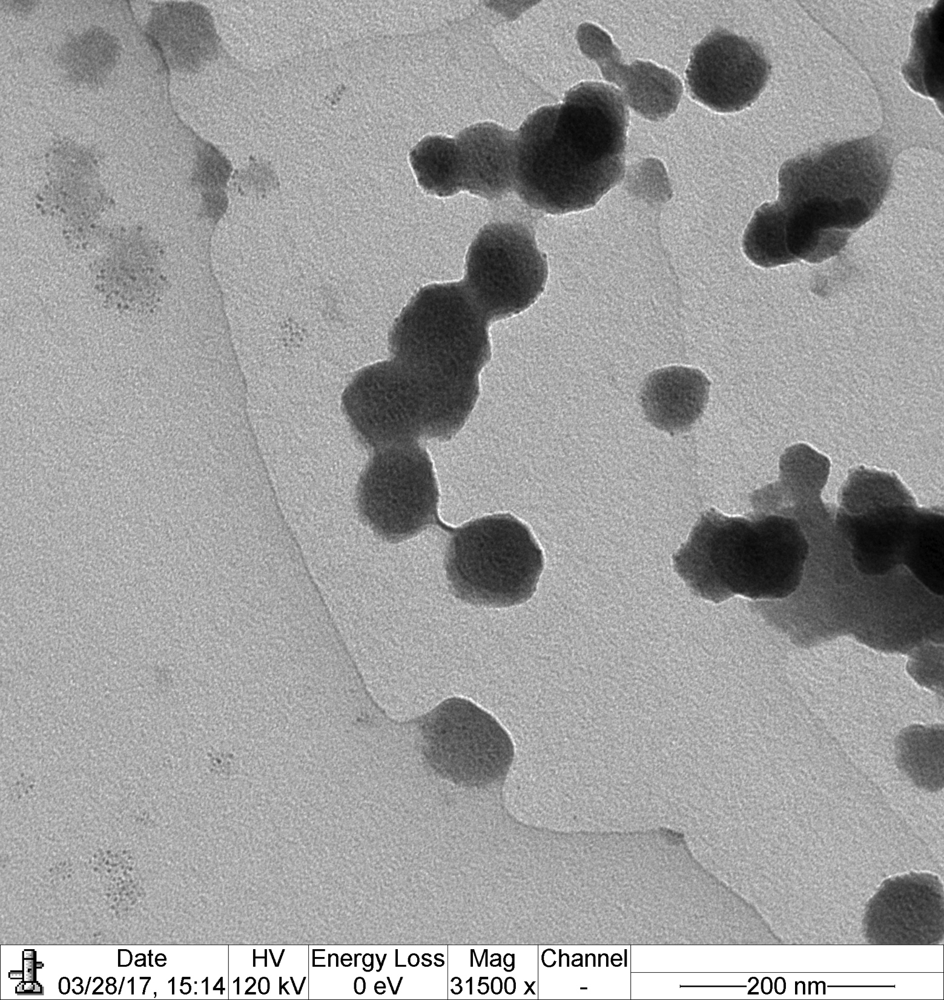 Date HV Energy Loss Mag Channel
03/28/17, 15:14 120 kV 0 eV 31500 x - 200 nm